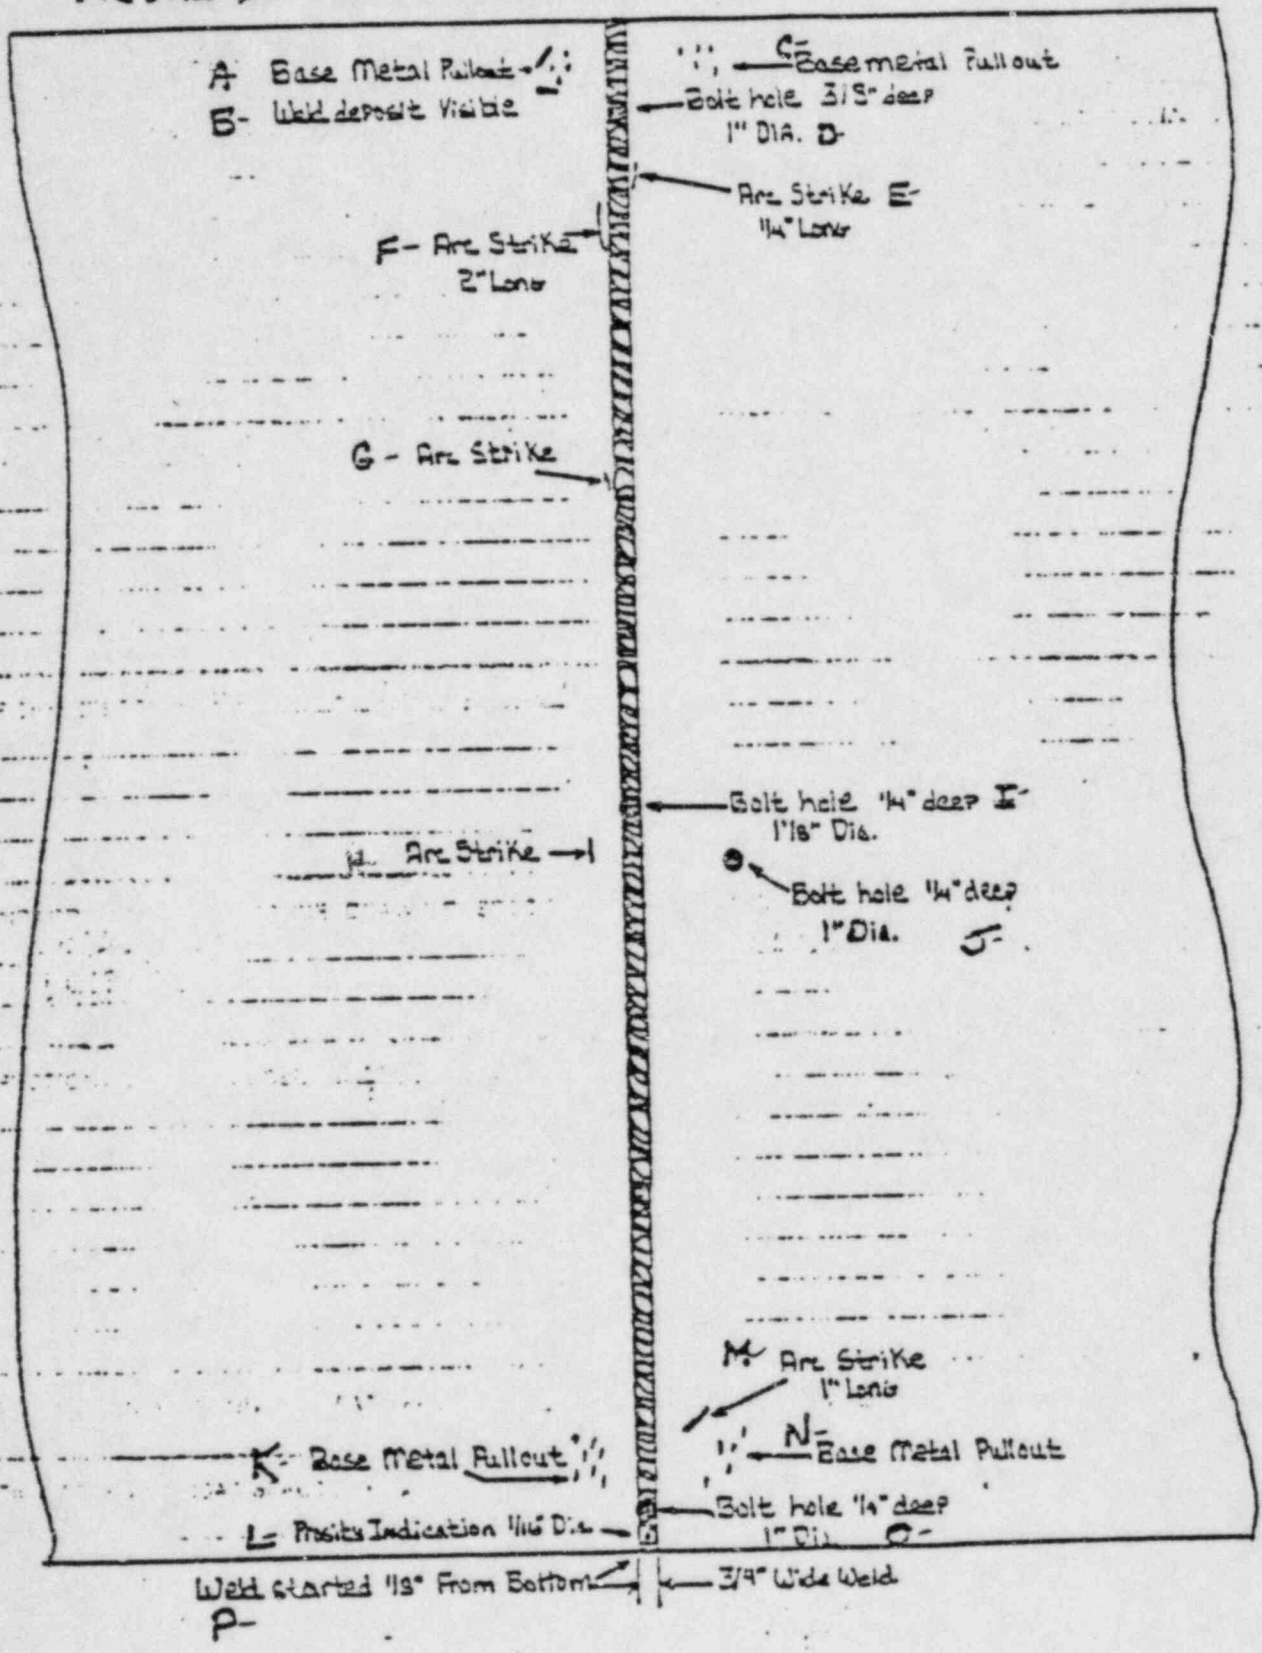 A Base Metal Pullout
B- Weld deposit Visible
C-
Base metal Pullout
Bolt hole 3/8" deep
1" DIA. D-
Arc Strike E-
1/4" Long
F- Arc Strike
2" Long
G - Arc Strike
Bolt hole 1/4" deep I-
1 1/8" Dia.
H. Arc Strike
Bolt hole 1/4" deep
1" Dia. J-
M- Arc Strike
1" Long
N-
Base Metal Pullout
K- Base Metal Pullout
Bolt hole 1/4" deep
1" Dia. O-
L- Prosity Indication 1/16" Dia
Weld started 1/8" From Bottom
3/4" Wide Weld
P-